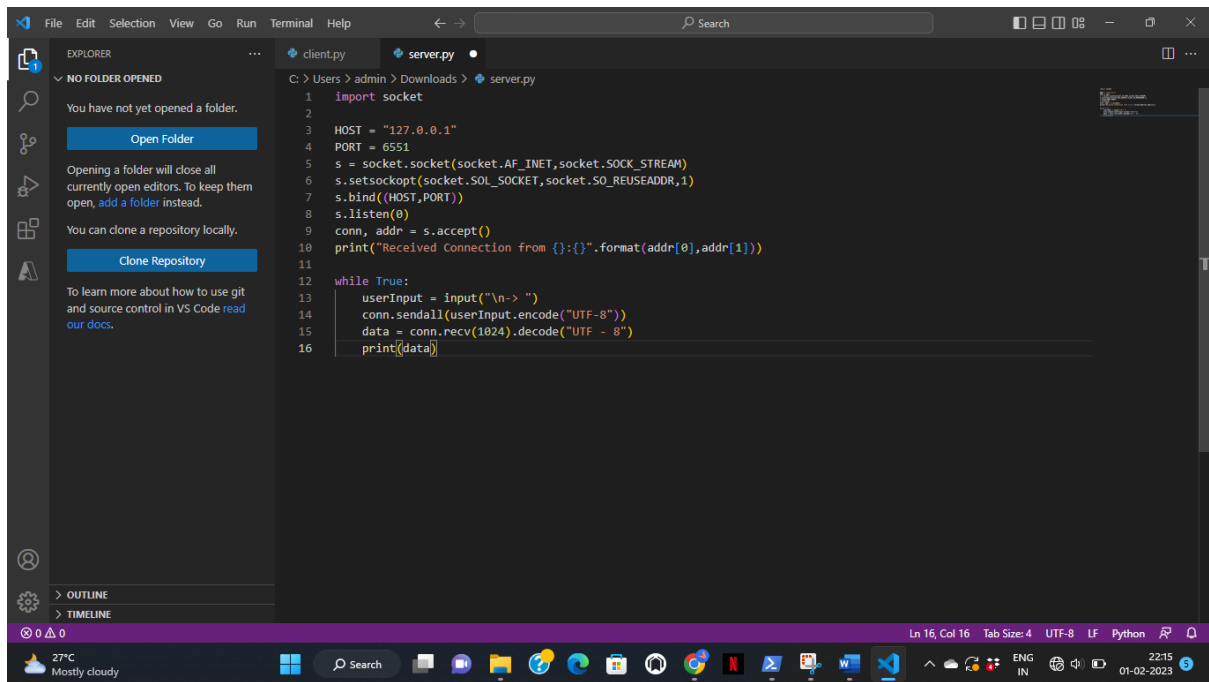 File Edit Selection View Go Run Terminal Help
Search
EXPLORER
client.py
server.py
NO FOLDER OPENED
C: > Users > admin > Downloads > server.py
You have not yet opened a folder.
Open Folder
Opening a folder will close all
currently open editors. To keep them
open, add a folder instead.
You can clone a repository locally.
Clone Repository
To learn more about how to use git
and source control in VS Code read
our docs.
1 import socket
2
3 HOST = "127.0.0.1"
4 PORT = 6551
5 s = socket.socket(socket.AF_INET,socket.SOCK_STREAM)
6 s.setsockopt(socket.SOL_SOCKET,socket.SO_REUSEADDR,1)
7 s.bind((HOST,PORT))
8 s.listen(0)
9 conn, addr = s.accept()
10 print("Received Connection from {}:{}".format(addr[0],addr[1]))
11
12 while True:
13     userInput = input("\n-> ")
14     conn.sendall(userInput.encode("UTF-8"))
15     data = conn.recv(1024).decode("UTF - 8")
16     print(data)
1
OUTLINE
TIMELINE
0 0
Ln 16, Col 16 Tab Size: 4 UTF-8 LF Python
27°C
Mostly cloudy
Search
ENG
IN
22:15
01-02-2023
5